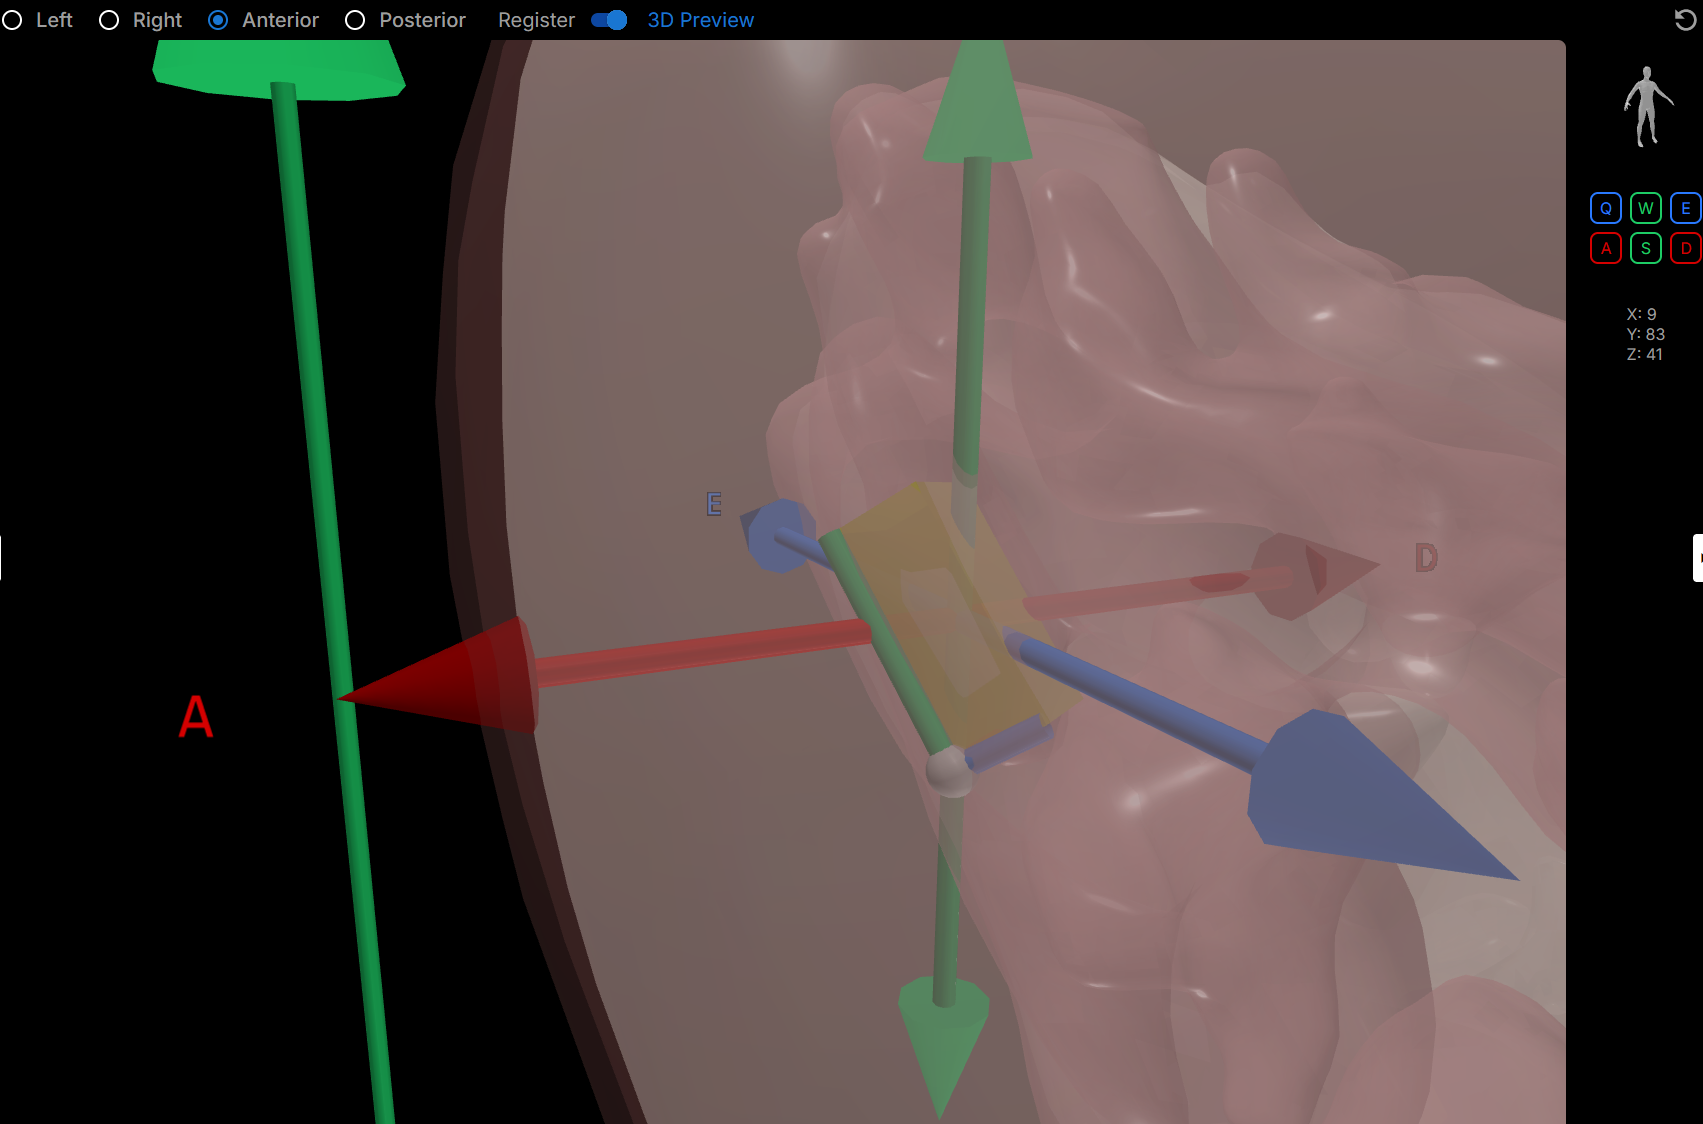 Left Right Anterior Posterior Register 3D Preview
Q W E
A S D
X: 9
Y: 83
Z: 41
E
D
A